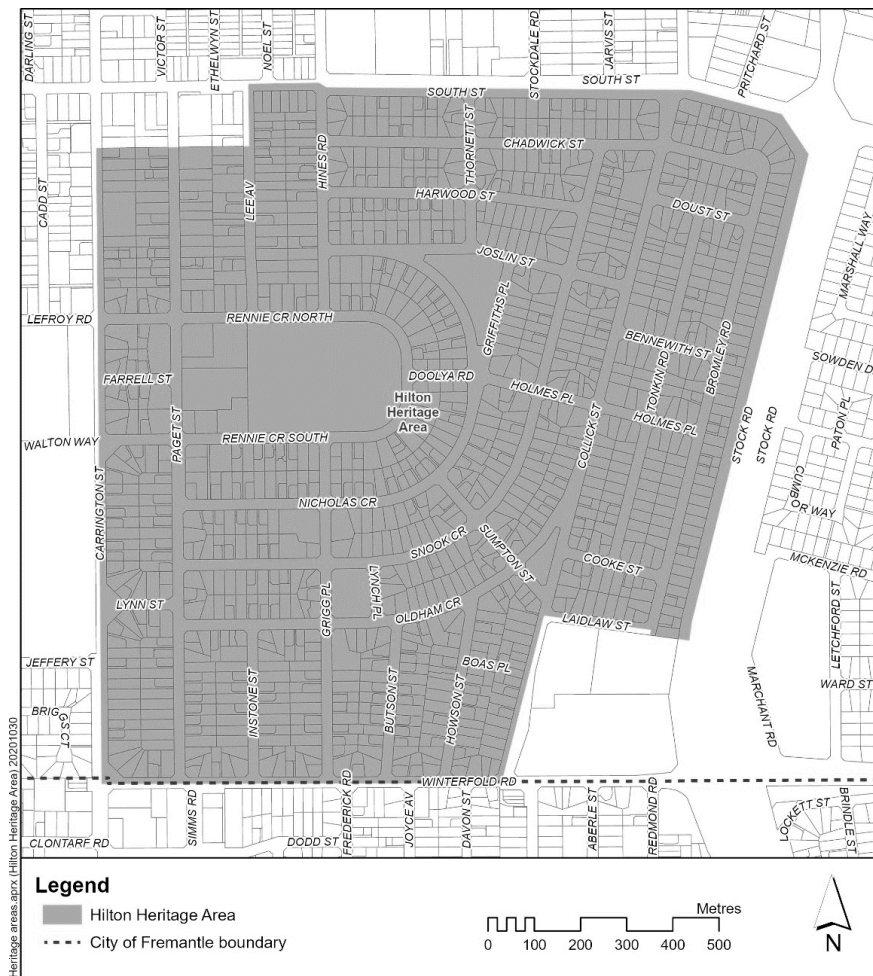 DARLING ST
VICTOR ST
ETHELWYN ST
NOEL ST
STOCKDALE RD
JARVIS ST
PRITCHARD ST
SOUTH ST
SOUTH ST
CADD ST
LEE AV
HINES RD
THORNETT ST
CHADWICK ST
HARWOOD ST
DOUST ST
JOSLIN ST
MARSHALL WAY
LEFROY RD
RENNIE CR NORTH
GRIFFITHS PL
BENNEWITH ST
BROMLEY RD
SOWDEN D
FARRELL ST
DOOLYA RD
TONKIN RD
HOLMES PL
Hilton
Heritage
Area
PAGET ST
COLLICK ST
HOLMES PL
STOCK RD
STOCK RD
PATON PL
WALTON WAY
RENNIE CR SOUTH
CARRINGTON ST
NICHOLAS CR
CUMBOR WAY
SNOOK CR
SUMPTON ST
COOKE ST
MCKENZIE RD
LYNN ST
GRIGG PL
LYNCH PL
OLDHAM CR
LAIDLAW ST
LETCHFORD ST
JEFFERY ST
BOAS PL
MARCHANT RD
WARD ST
BRIGGS CT
INSTONE ST
BUTSON ST
HOWSON ST
WINTERFOLD RD
SIMMS RD
FREDERICK RD
JOYCE AV
DAVON ST
ABERLE ST
REDMOND RD
LOCKETT ST
BRINDLE ST
CLONTARF RD
DODD ST
Heritage areas.aprx (Hilton Heritage Area) 20201030
Legend
Hilton Heritage Area
City of Fremantle boundary
Metres
0 100 200 300 400 500
N